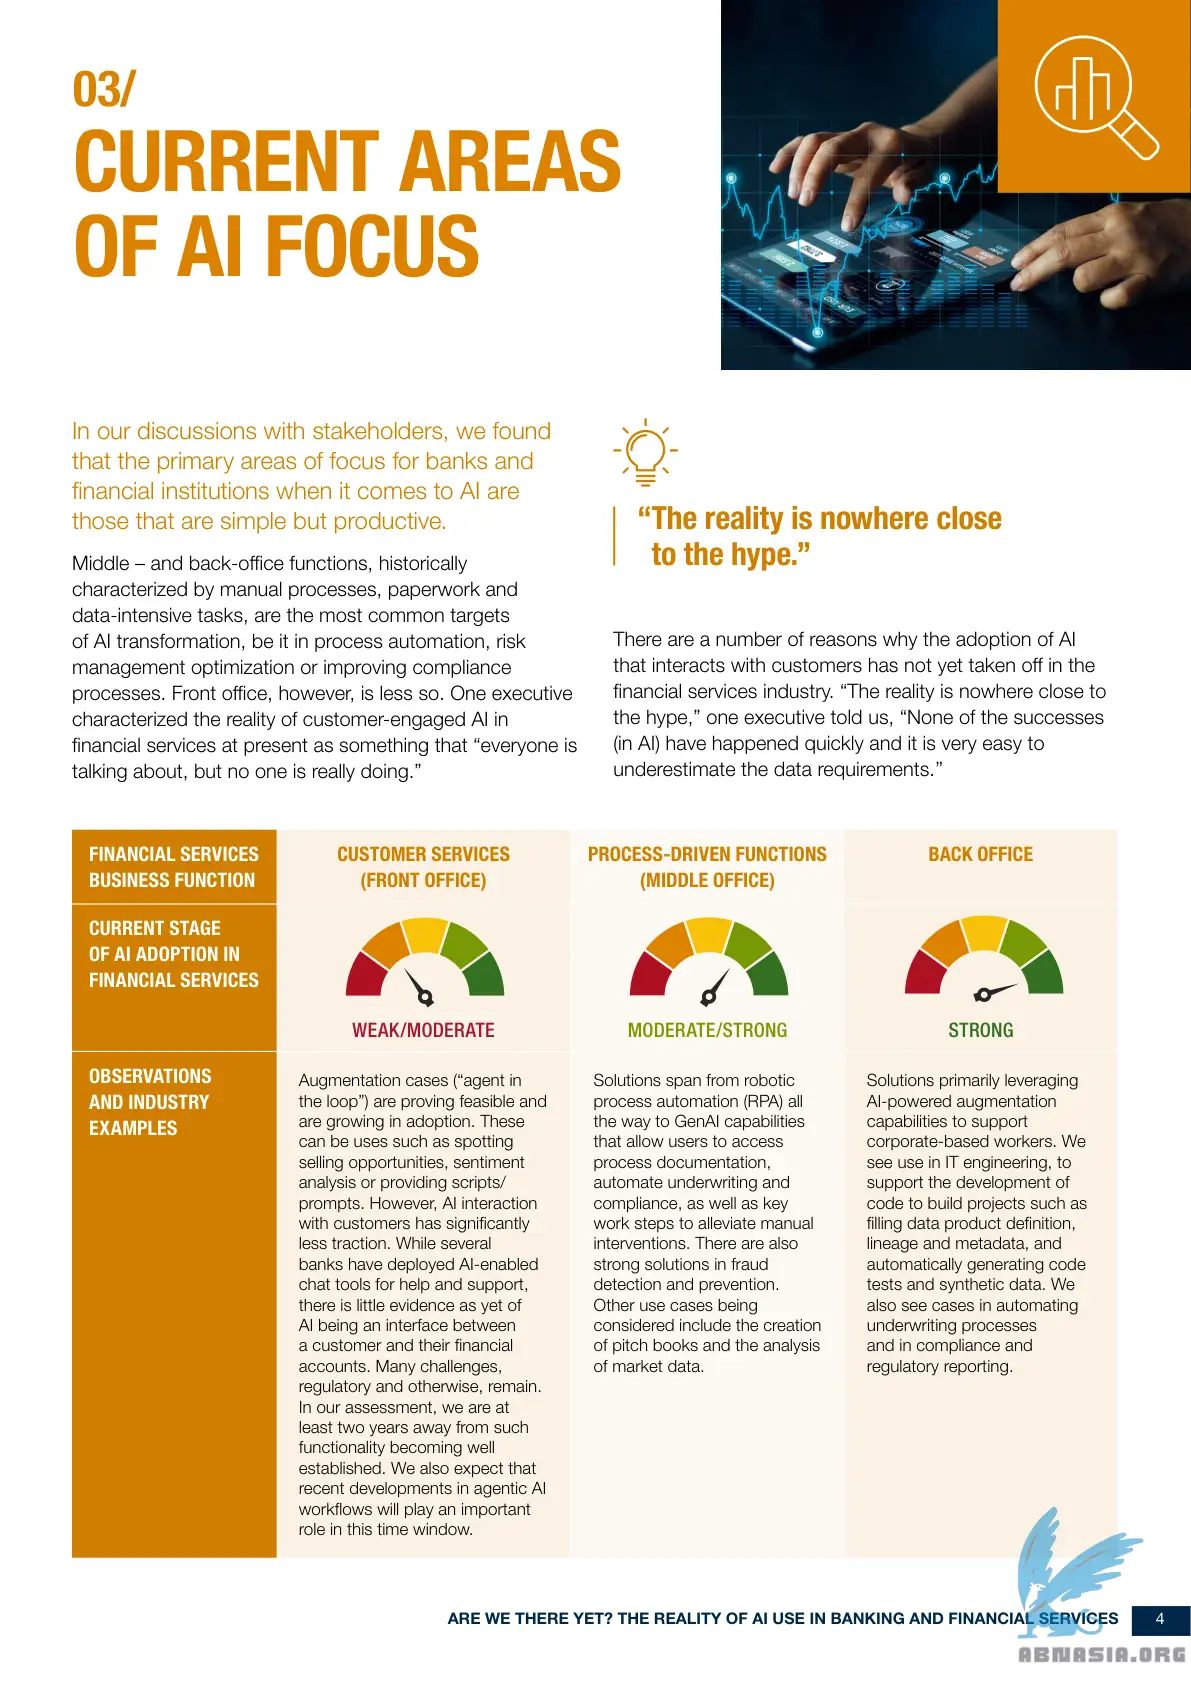 03/
CURRENT AREAS
OF AI FOCUS
In our discussions with stakeholders, we found
that the primary areas of focus for banks and
financial institutions when it comes to AI are
those that are simple but productive.
Middle – and back-office functions, historically
characterized by manual processes, paperwork and
data-intensive tasks, are the most common targets
of AI transformation, be it in process automation, risk
management optimization or improving compliance
processes. Front office, however, is less so. One executive
characterized the reality of customer-engaged AI in
financial services at present as something that “everyone is
talking about, but no one is really doing.”
“The reality is nowhere close
to the hype.”
There are a number of reasons why the adoption of AI
that interacts with customers has not yet taken off in the
financial services industry. “The reality is nowhere close to
the hype,” one executive told us, “None of the successes
(in AI) have happened quickly and it is very easy to
underestimate the data requirements.”
FINANCIAL SERVICES
BUSINESS FUNCTION
CUSTOMER SERVICES
(FRONT OFFICE)
PROCESS-DRIVEN FUNCTIONS
(MIDDLE OFFICE)
BACK OFFICE
CURRENT STAGE
OF AI ADOPTION IN
FINANCIAL SERVICES
WEAK/MODERATE
MODERATE/STRONG
STRONG
OBSERVATIONS
AND INDUSTRY
EXAMPLES
Augmentation cases (“agent in
the loop”) are proving feasible and
are growing in adoption. These
can be uses such as spotting
selling opportunities, sentiment
analysis or providing scripts/
prompts. However, AI interaction
with customers has significantly
less traction. While several
banks have deployed AI-enabled
chat tools for help and support,
there is little evidence as yet of
AI being an interface between
a customer and their financial
accounts. Many challenges,
regulatory and otherwise, remain.
In our assessment, we are at
least two years away from such
functionality becoming well
established. We also expect that
recent developments in agentic AI
workflows will play an important
role in this time window.
Solutions span from robotic
process automation (RPA) all
the way to GenAI capabilities
that allow users to access
process documentation,
automate underwriting and
compliance, as well as key
work steps to alleviate manual
interventions. There are also
strong solutions in fraud
detection and prevention.
Other use cases being
considered include the creation
of pitch books and the analysis
of market data.
Solutions primarily leveraging
AI-powered augmentation
capabilities to support
corporate-based workers. We
see use in IT engineering, to
support the development of
code to build projects such as
filling data product definition,
lineage and metadata, and
automatically generating code
tests and synthetic data. We
also see cases in automating
underwriting processes
and in compliance and
regulatory reporting.
ARE WE THERE YET? THE REALITY OF AI USE IN BANKING AND FINANCIAL SERVICES
4
ABNASIA.ORG